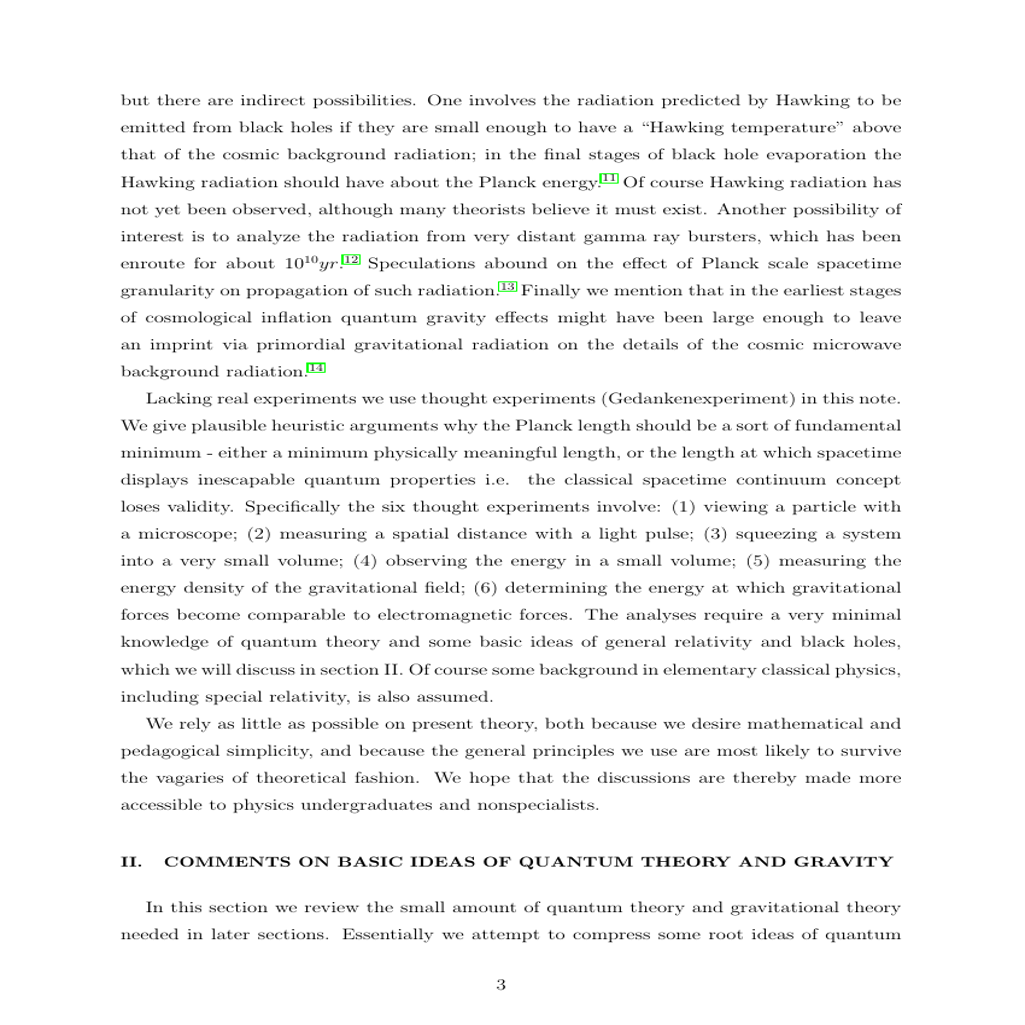 but there are indirect possibilities. One involves the radiation predicted by Hawking to be
emitted from black holes if they are small enough to have a “Hawking temperature” above
that of the cosmic background radiation; in the final stages of black hole evaporation the
Hawking radiation should have about the Planck energy.[11] Of course Hawking radiation has
not yet been observed, although many theorists believe it must exist. Another possibility of
interest is to analyze the radiation from very distant gamma ray bursters, which has been
enroute for about 10¹⁰yr.[12] Speculations abound on the effect of Planck scale spacetime
granularity on propagation of such radiation.[13] Finally we mention that in the earliest stages
of cosmological inflation quantum gravity effects might have been large enough to leave
an imprint via primordial gravitational radiation on the details of the cosmic microwave
background radiation.[14]
Lacking real experiments we use thought experiments (Gedankenexperiment) in this note.
We give plausible heuristic arguments why the Planck length should be a sort of fundamental
minimum - either a minimum physically meaningful length, or the length at which spacetime
displays inescapable quantum properties i.e. the classical spacetime continuum concept
loses validity. Specifically the six thought experiments involve: (1) viewing a particle with
a microscope; (2) measuring a spatial distance with a light pulse; (3) squeezing a system
into a very small volume; (4) observing the energy in a small volume; (5) measuring the
energy density of the gravitational field; (6) determining the energy at which gravitational
forces become comparable to electromagnetic forces. The analyses require a very minimal
knowledge of quantum theory and some basic ideas of general relativity and black holes,
which we will discuss in section II. Of course some background in elementary classical physics,
including special relativity, is also assumed.
We rely as little as possible on present theory, both because we desire mathematical and
pedagogical simplicity, and because the general principles we use are most likely to survive
the vagaries of theoretical fashion. We hope that the discussions are thereby made more
accessible to physics undergraduates and nonspecialists.
II. COMMENTS ON BASIC IDEAS OF QUANTUM THEORY AND GRAVITY
In this section we review the small amount of quantum theory and gravitational theory
needed in later sections. Essentially we attempt to compress some root ideas of quantum
3